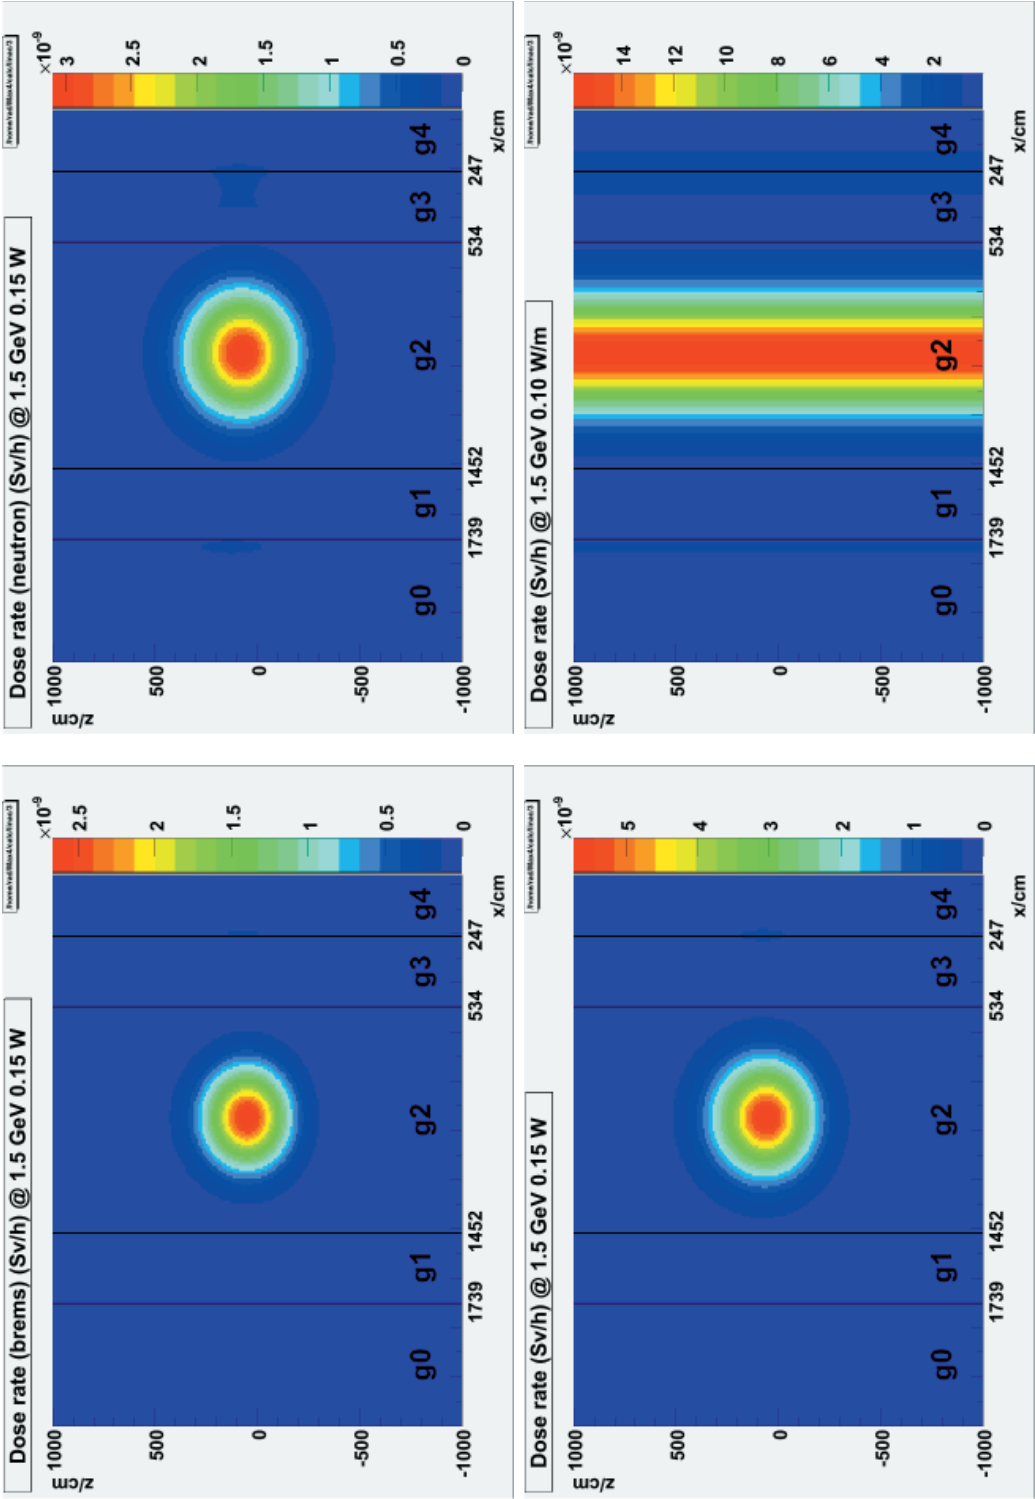 Dose rate (brems) (Sv/h) @ 1.5 GeV 0.15 W
z/cm
1000
500
0
-500
-1000
g0 g1 g2 g3 g4
1739 1452 534 247
x/cm
×10⁻⁹
2.5
2
1.5
1
0.5
0
Dose rate (neutron) (Sv/h) @ 1.5 GeV 0.15 W
z/cm
1000
500
0
-500
-1000
g0 g1 g2 g3 g4
1739 1452 534 247
x/cm
×10⁻⁹
3
2.5
2
1.5
1
0.5
0
Dose rate (Sv/h) @ 1.5 GeV 0.15 W
z/cm
1000
500
0
-500
-1000
g0 g1 g2 g3 g4
1739 1452 534 247
x/cm
×10⁻⁹
5
4
3
2
1
0
Dose rate (Sv/h) @ 1.5 GeV 0.10 W/m
z/cm
1000
500
0
-500
-1000
g0 g1 g2 g3 g4
1739 1452 534 247
x/cm
×10⁻⁹
14
12
10
8
6
4
2